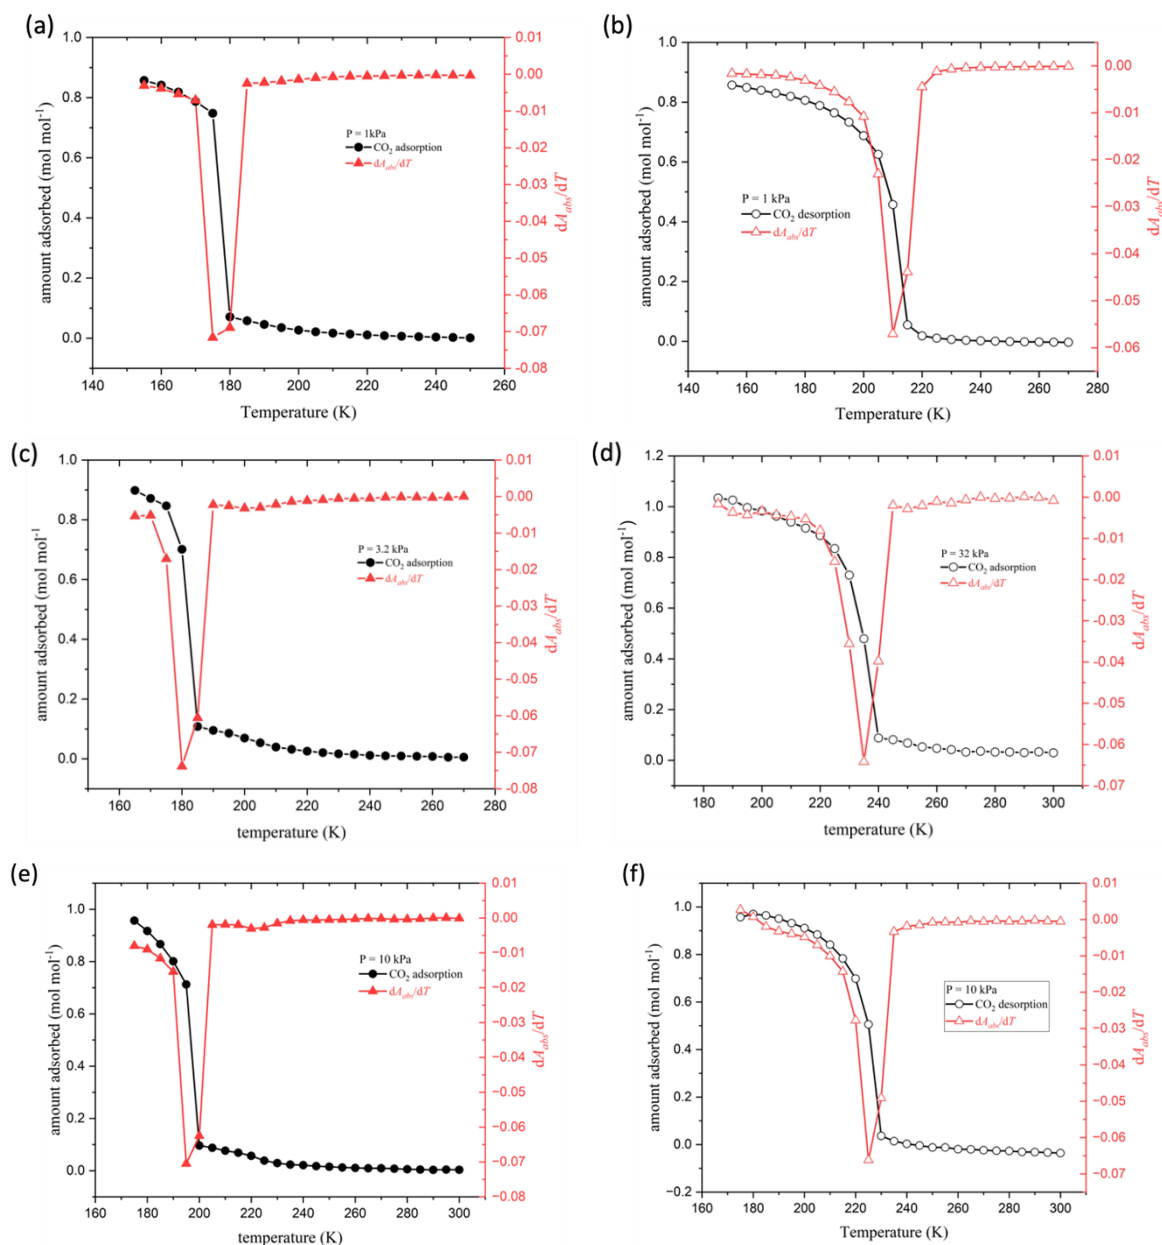 (a)
1.0
0.8
0.6
0.4
0.2
0.0
amount adsorbed (mol mol⁻¹)
P = 1kPa
CO₂ adsorption
dA_abs/dT
0.01
0.00
−0.01
−0.02
−0.03
−0.04
−0.05
−0.06
−0.07
−0.08
dA_abs/dT
140 160 180 200 220 240 260
Temperature (K)
(b)
1.0
0.8
0.6
0.4
0.2
0.0
amount adsorbed (mol mol⁻¹)
P = 1 kPa
CO₂ desorption
dA_abs/dT
0.00
−0.01
−0.02
−0.03
−0.04
−0.05
−0.06
dA_abs/dT
140 160 180 200 220 240 260 280
Temperature (K)
(c)
1.0
0.8
0.6
0.4
0.2
0.0
amount adsorbed (mol mol⁻¹)
P = 3.2 kPa
CO₂ adsorption
dA_abs/dT
0.01
0.00
-0.01
-0.02
-0.03
-0.04
-0.05
-0.06
-0.07
-0.08
dA_abs/dT
160 180 200 220 240 260 280
temperature (K)
(d)
1.2
1.0
0.8
0.6
0.4
0.2
0.0
amount adsorbed (mol mol⁻¹)
P = 32 kPa
CO₂ adsorption
dA_abs/dT
0.01
0.00
-0.01
-0.02
-0.03
-0.04
-0.05
-0.06
-0.07
dA_abs/dT
180 200 220 240 260 280 300
temperature (K)
(e)
1.0
0.8
0.6
0.4
0.2
0.0
amount adsorbed (mol mol⁻¹)
P = 10 kPa
CO₂ adsorption
dA_abs/dT
0.01
0.00
−0.01
−0.02
−0.03
−0.04
−0.05
−0.06
−0.07
−0.08
dA_abs/dT
160 180 200 220 240 260 280 300
temperature (K)
(f)
1.0
0.8
0.6
0.4
0.2
0.0
−0.2
amount adsorbed (mol mol⁻¹)
P = 10 kPa
CO₂ desorption
dA_abs/dT
0.01
0.00
−0.01
−0.02
−0.03
−0.04
−0.05
−0.06
−0.07
dA_abs/dT
160 180 200 220 240 260 280 300
Temperature (K)